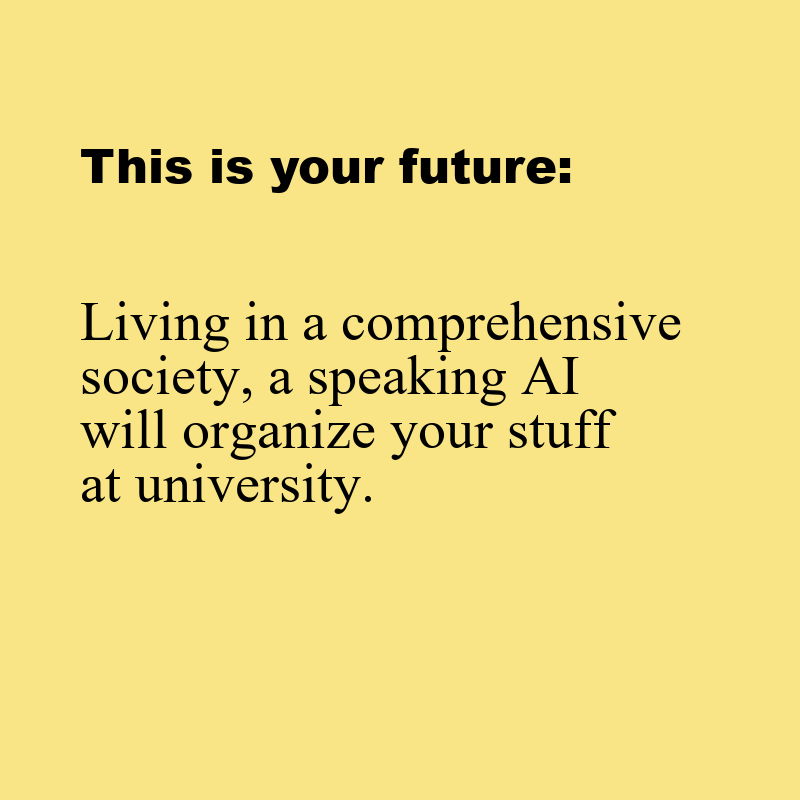 This is your future:
Living in a comprehensive
society, a speaking AI
will organize your stuff
at university.